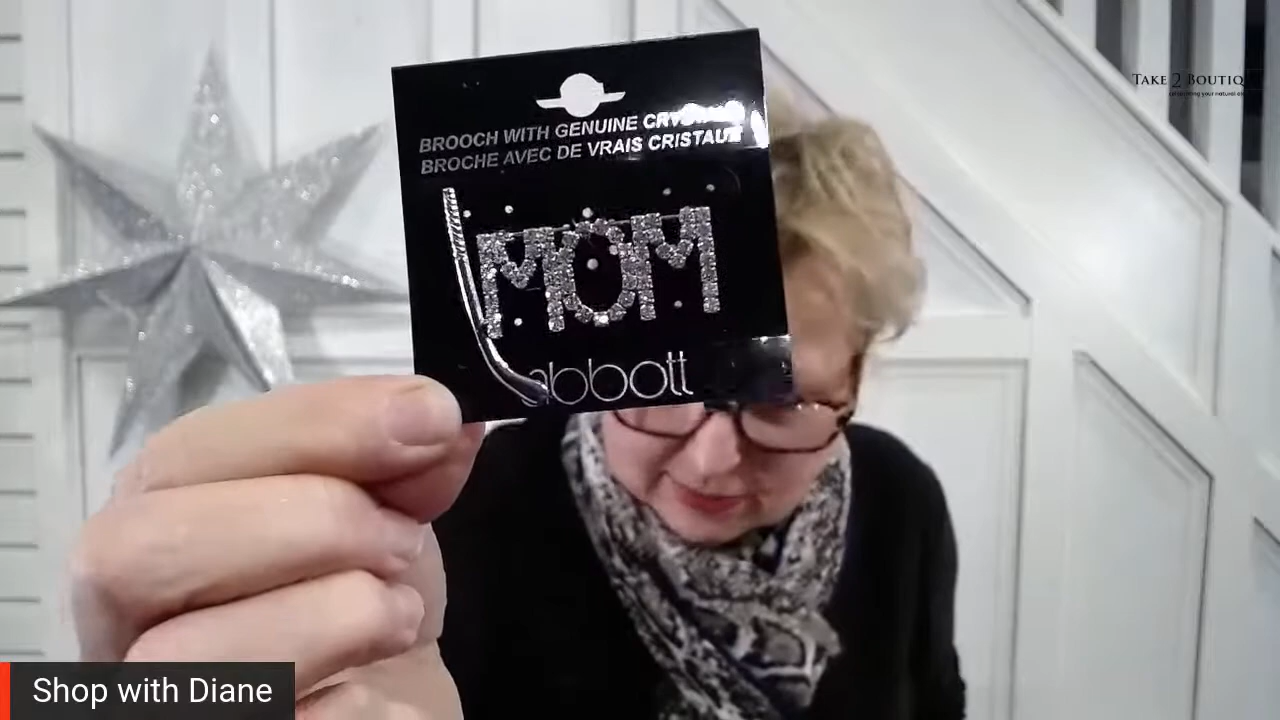 TAKE 2 BOUTIQUE
BROOCH WITH GENUINE
BROCHE AVEC DE VRAIS CRISTAUX
MOM
abbott
Shop with Diane